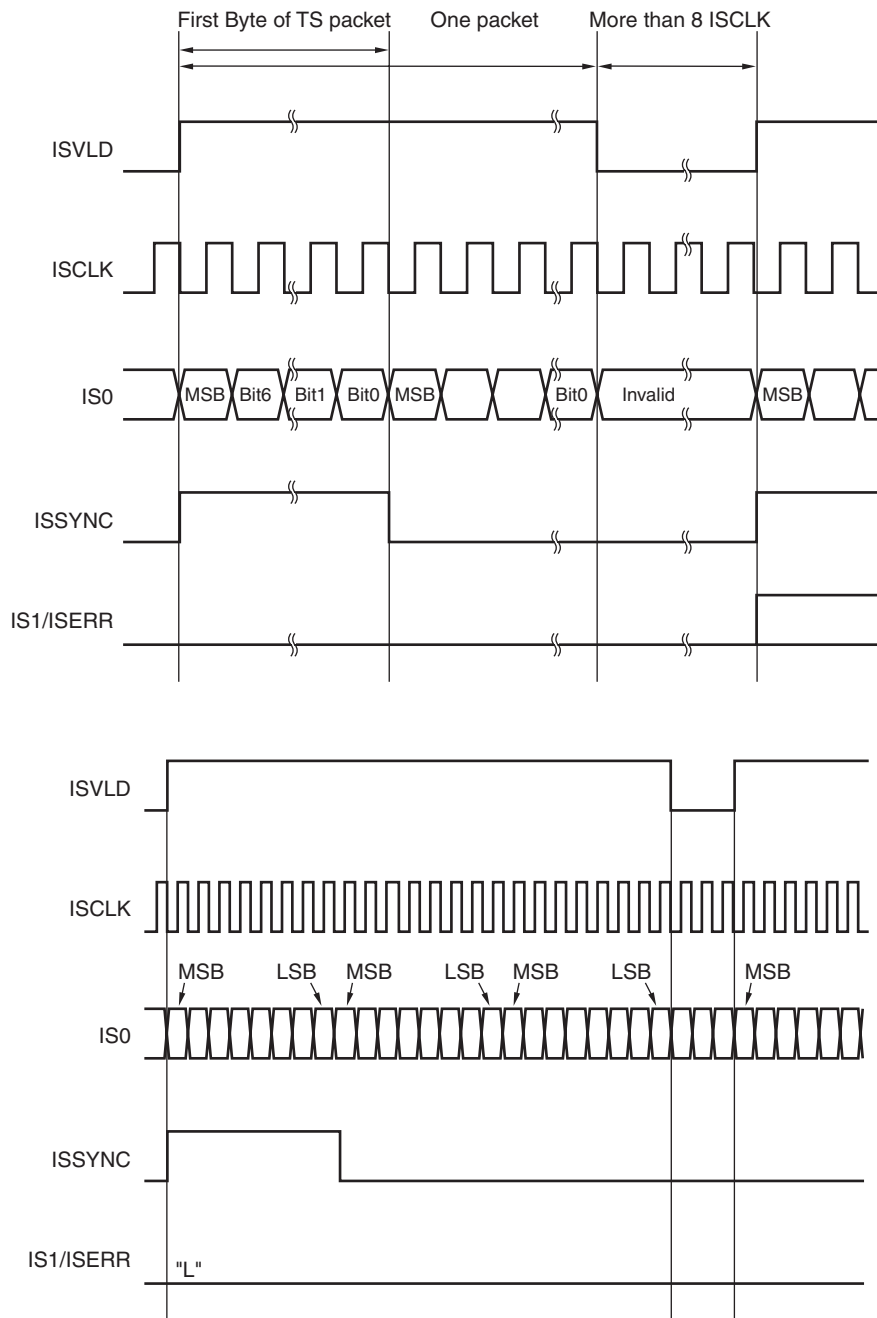 First Byte of TS packet One packet More than 8 ISCLK
ISVLD
ISCLK
IS0 MSB Bit6 Bit1 Bit0 MSB Bit0 Invalid MSB
ISSYNC
IS1/ISERR
ISVLD
ISCLK
MSB LSB MSB LSB MSB LSB MSB
IS0
ISSYNC
IS1/ISERR "L"